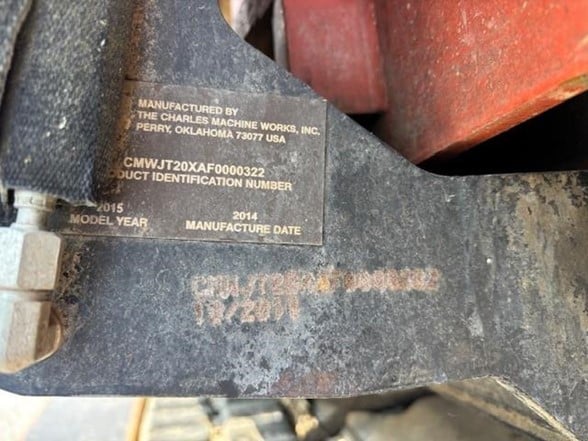 MANUFACTURED BY
THE CHARLES MACHINE WORKS, INC.
PERRY, OKLAHOMA 73077 USA
CMWJT20XAF0000322
ODUCT IDENTIFICATION NUMBER
2015
MODEL YEAR
2014
MANUFACTURE DATE